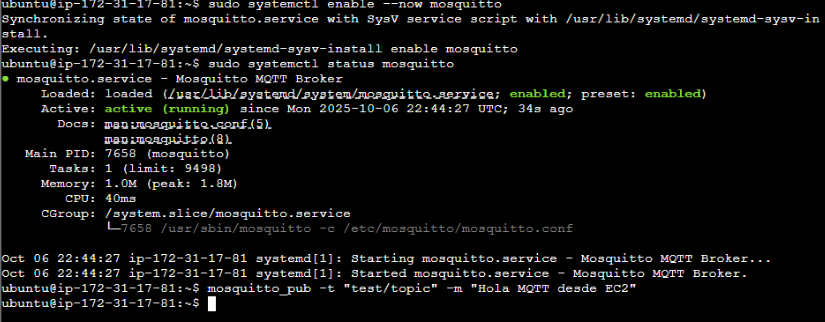 ubuntu@ip-172-31-17-81:~$ sudo systemctl enable --now mosquitto
Synchronizing state of mosquitto.service with SysV service script with /usr/lib/systemd/systemd-sysv-in
stall.
Executing: /usr/lib/systemd/systemd-sysv-install enable mosquitto
ubuntu@ip-172-31-17-81:~$ sudo systemctl status mosquitto
● mosquitto.service - Mosquitto MQTT Broker
Loaded: loaded (/usr/lib/systemd/system/mosquitto.service; enabled; preset: enabled)
Active: active (running) since Mon 2025-10-06 22:44:27 UTC; 34s ago
Docs: man:mosquitto.conf(5)
man:mosquitto(8)
Main PID: 7658 (mosquitto)
Tasks: 1 (limit: 9498)
Memory: 1.0M (peak: 1.8M)
CPU: 40ms
CGroup: /system.slice/mosquitto.service
└─7658 /usr/sbin/mosquitto -c /etc/mosquitto/mosquitto.conf
Oct 06 22:44:27 ip-172-31-17-81 systemd[1]: Starting mosquitto.service - Mosquitto MQTT Broker...
Oct 06 22:44:27 ip-172-31-17-81 systemd[1]: Started mosquitto.service - Mosquitto MQTT Broker.
ubuntu@ip-172-31-17-81:~$ mosquitto_pub -t "test/topic" -m "Hola MQTT desde EC2"
ubuntu@ip-172-31-17-81:~$